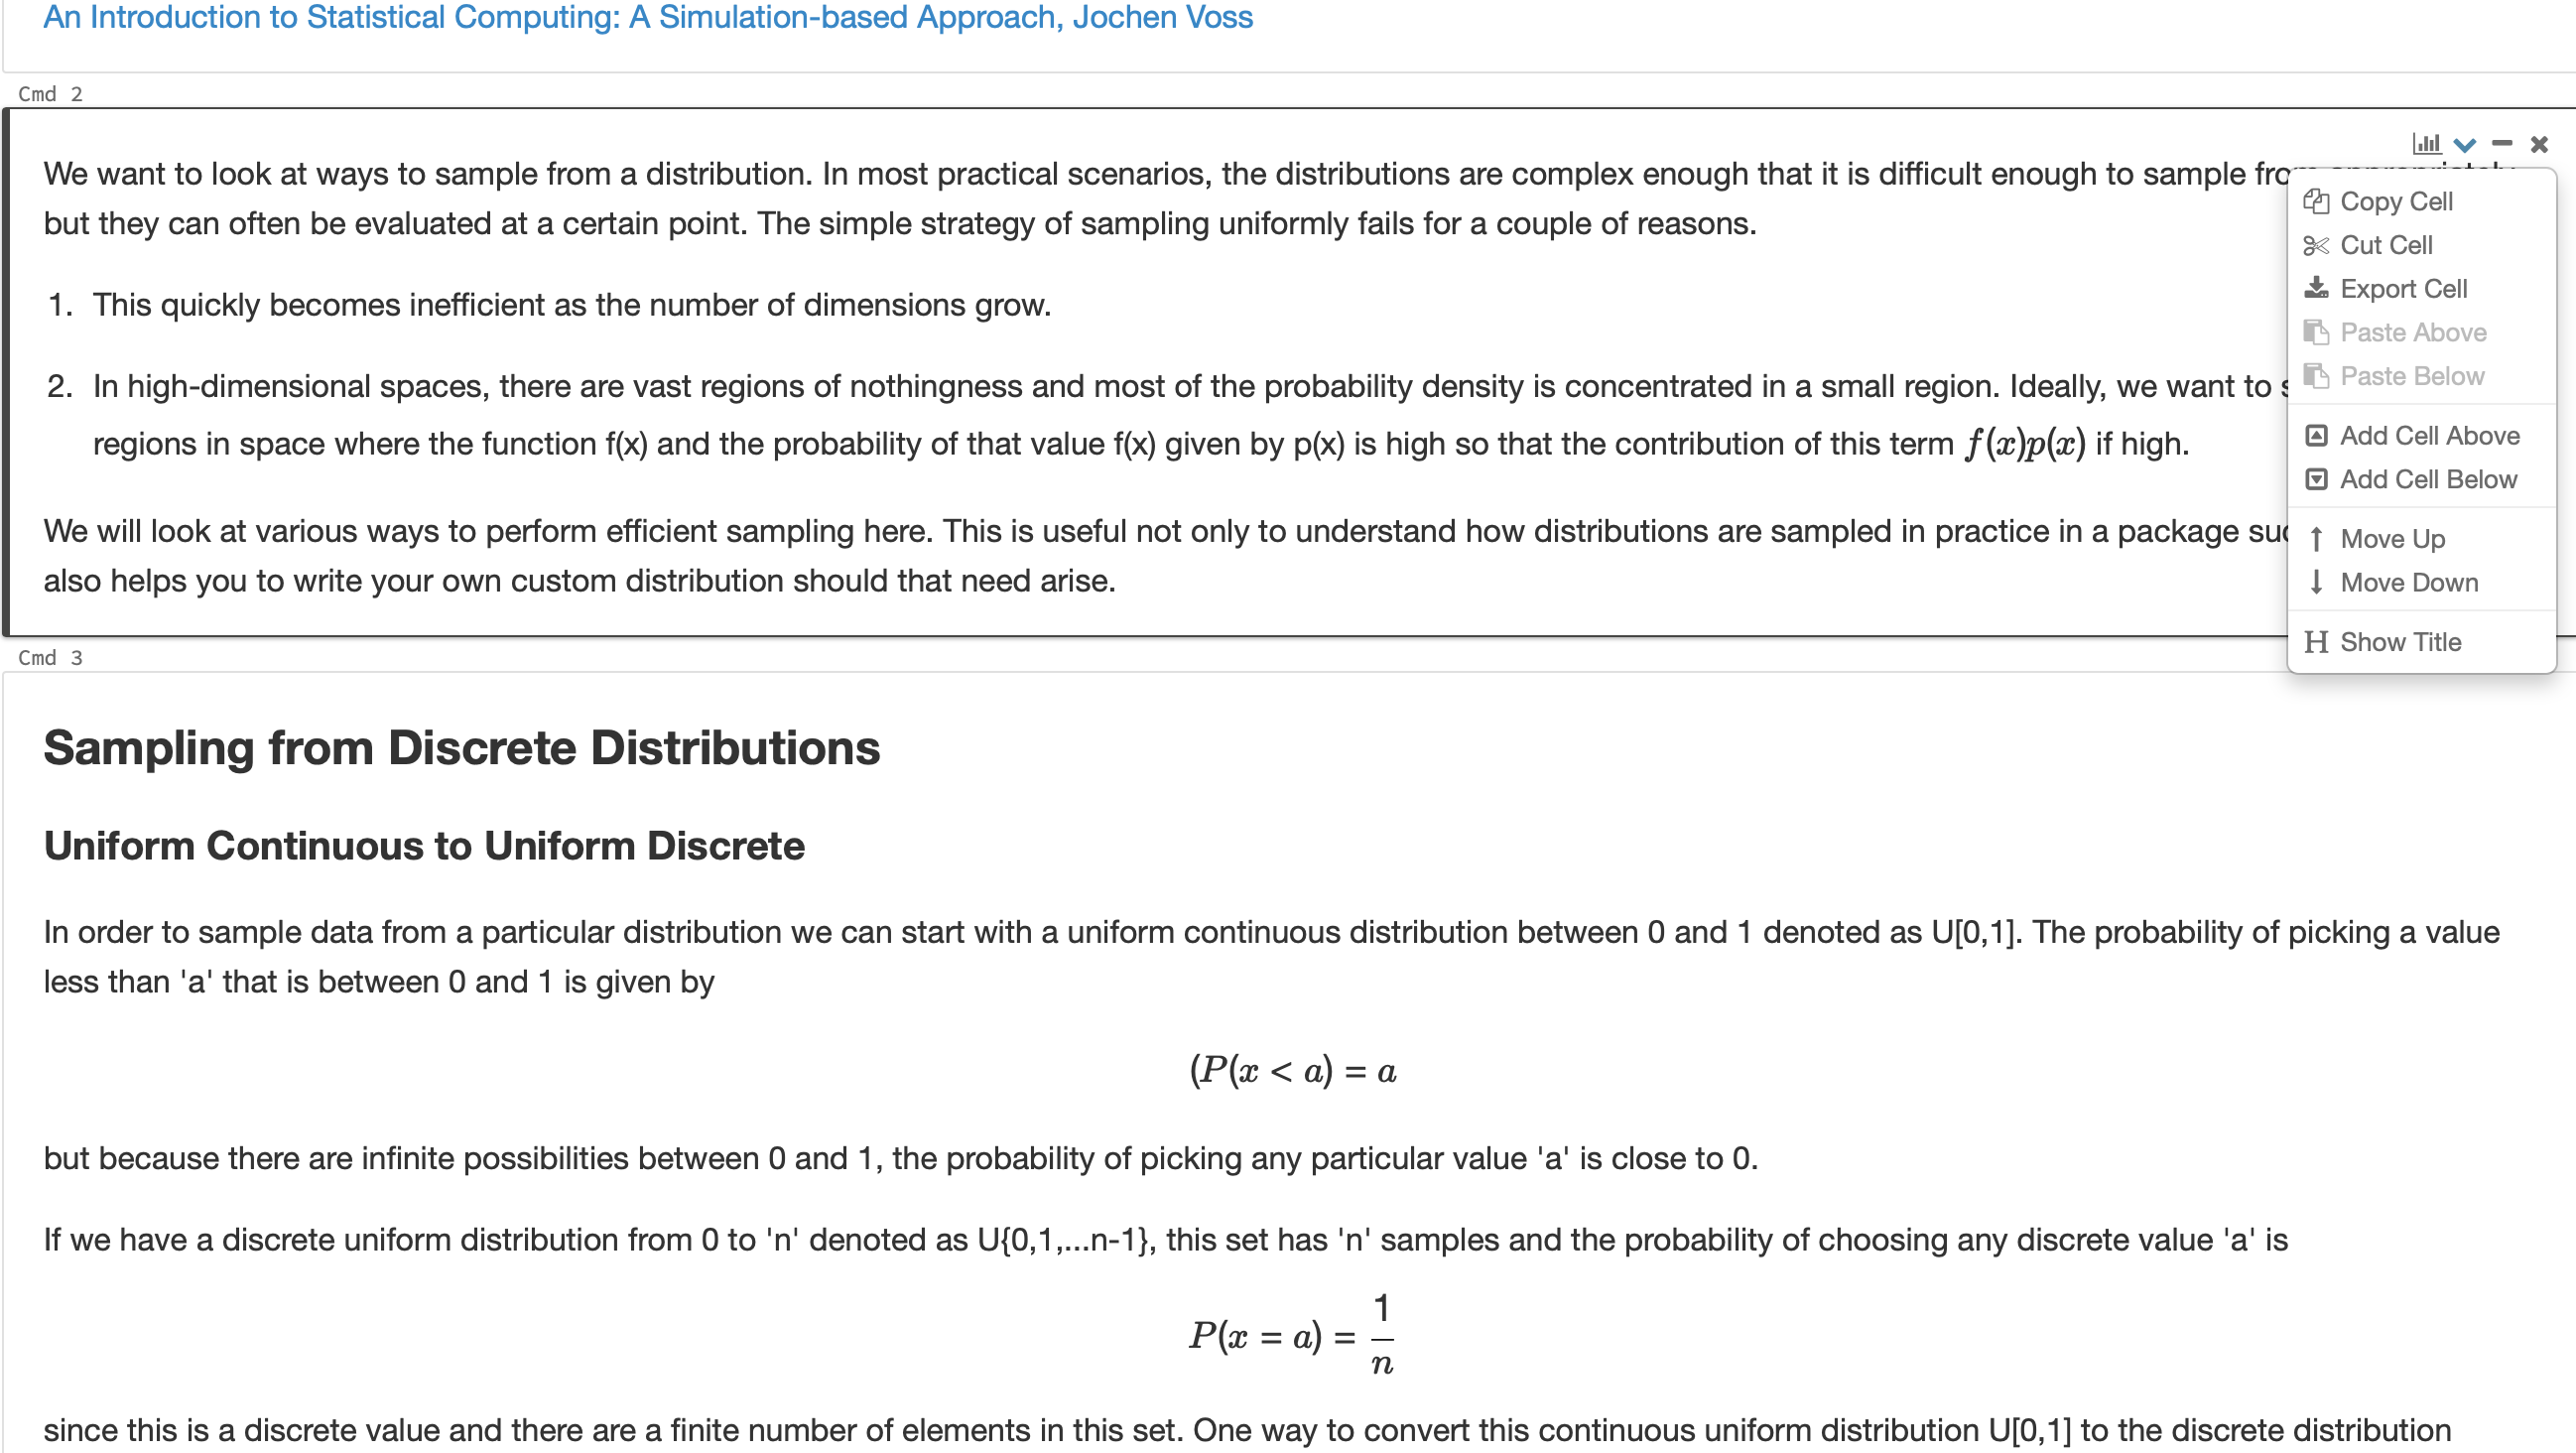 An Introduction to Statistical Computing: A Simulation-based Approach, Jochen Voss
Cmd 2
We want to look at ways to sample from a distribution. In most practical scenarios, the distributions are complex enough that it is difficult enough to sample
but they can often be evaluated at a certain point. The simple strategy of sampling uniformly fails for a couple of reasons.
1. This quickly becomes inefficient as the number of dimensions grow.
2. In high-dimensional spaces, there are vast regions of nothingness and most of the probability density is concentrated in a small region. Ideally, we want to
regions in space where the function f(x) and the probability of that value f(x) given by p(x) is high so that the contribution of this term f(x)p(x) if high.
We will look at various ways to perform efficient sampling here. This is useful not only to understand how distributions are sampled in practice in a package
also helps you to write your own custom distribution should that need arise.
Copy Cell
Cut Cell
Export Cell
Paste Above
Paste Below
Add Cell Above
Add Cell Below
Move Up
Move Down
H Show Title
Cmd 3
Sampling from Discrete Distributions
Uniform Continuous to Uniform Discrete
In order to sample data from a particular distribution we can start with a uniform continuous distribution between 0 and 1 denoted as U[0,1]. The probability of picking a value
less than 'a' that is between 0 and 1 is given by
(P(x < a) = a
but because there are infinite possibilities between 0 and 1, the probability of picking any particular value 'a' is close to 0.
If we have a discrete uniform distribution from 0 to 'n' denoted as U{0,1,...n-1}, this set has 'n' samples and the probability of choosing any discrete value 'a' is
P(x = a) = 1/n
since this is a discrete value and there are a finite number of elements in this set. One way to convert this continuous uniform distribution U[0,1] to the discrete distribution